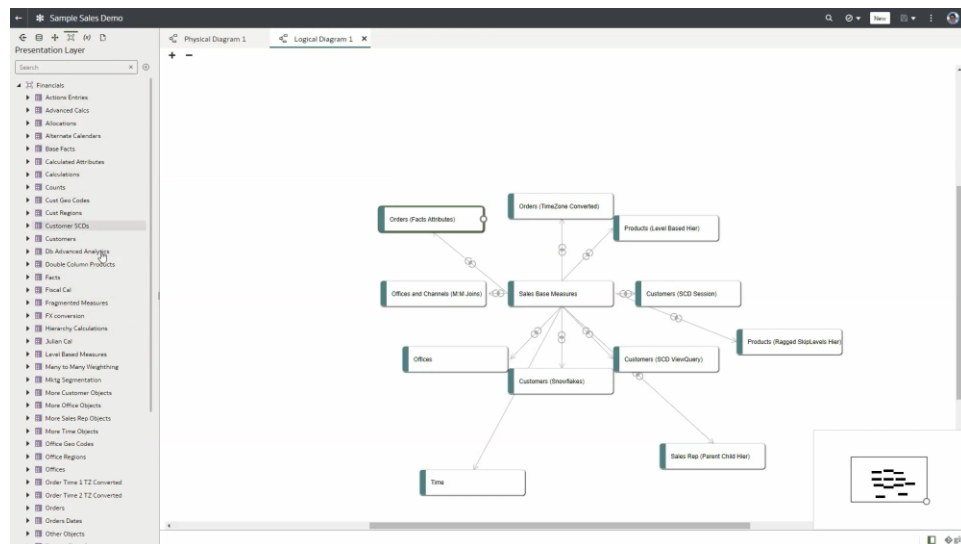 Sample Sales Demo
New
Presentation Layer
Search
Physical Diagram 1
Logical Diagram 1
Financials
Actions Entries
Advanced Calcs
Allocations
Alternate Calendars
Base Facts
Calculated Attributes
Calculations
Counts
Cust Geo Codes
Cust Regions
Customer SCDs
Customers
Db Advanced Analytics
Double Column Products
Facts
Fiscal Cal
Fragmented Measures
FX conversion
Hierarchy Calculations
Julian Cal
Level Based Measures
Many to Many Weighthing
Mktg Segmentation
More Customer Objects
More Office Objects
More Sales Rep Objects
More Time Objects
Office Geo Codes
Office Regions
Offices
Order Time 1 TZ Converted
Order Time 2 TZ Converted
Orders
Orders Dates
Other Objects
Orders (Facts Attributes)
Orders (TimeZone Converted)
Products (Level Based Hier)
Offices and Channels (M:M Joins)
Sales Base Measures
Customers (SCD Session)
Products (Ragged SkipLevels Hier)
Offices
Customers (SCD ViewQuery)
Customers (Snowflakes)
Sales Rep (Parent Child Hier)
Time